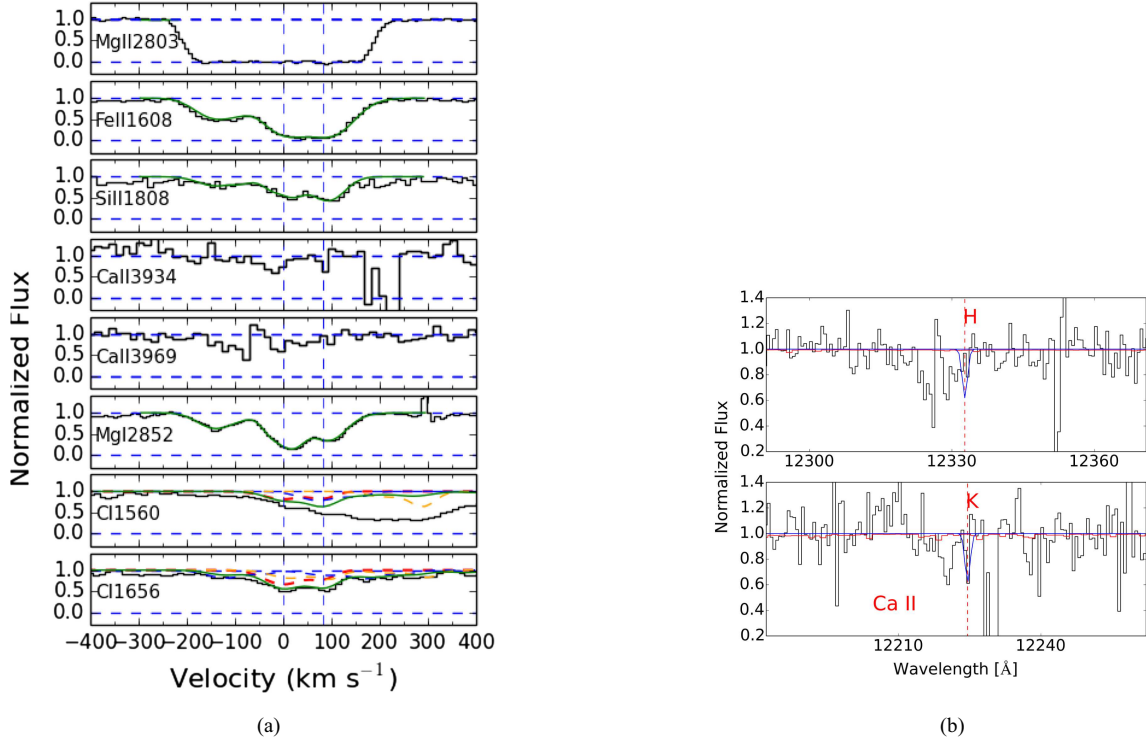 Normalized Flux
1.0
0.5
0.0
MgII2803
1.0
0.5
0.0
FeII1608
1.0
0.5
0.0
SiII1808
1.0
0.5
0.0
CaII3934
1.0
0.5
0.0
CaII3969
1.0
0.5
0.0
MgI2852
1.0
0.5
0.0
CI1560
1.0
0.5
0.0
CI1656
−400 −300 −200 −100 0 100 200 300 400
Velocity (km s⁻¹)
(a)
Normalized Flux
1.4
1.2
1.0
0.8
0.6
0.4
0.2
H
12300 12330 12360
1.4
1.2
1.0
0.8
0.6
0.4
0.2
K
Ca II
12210 12240
Wavelength [Å]
(b)